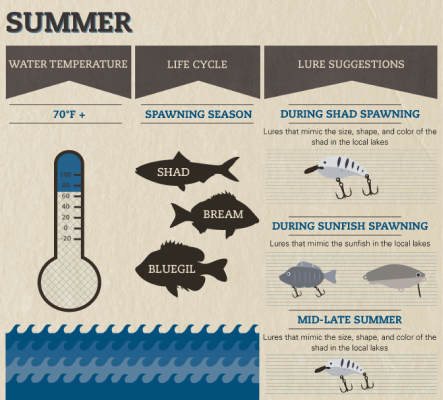 SUMMER
WATER TEMPERATURE
LIFE CYCLE
LURE SUGGESTIONS
70°F +
SPAWNING SEASON
DURING SHAD SPAWNING
Lures that mimic the size, shape, and color of the
shad in the local lakes
SHAD
BREAM
BLUEGIL
100
80
60
40
20
0
-20
DURING SUNFISH SPAWNING
Lures that mimic the sunfish in the local lakes
MID-LATE SUMMER
Lures that mimic the size, shape, and color of the
shad in the local lakes